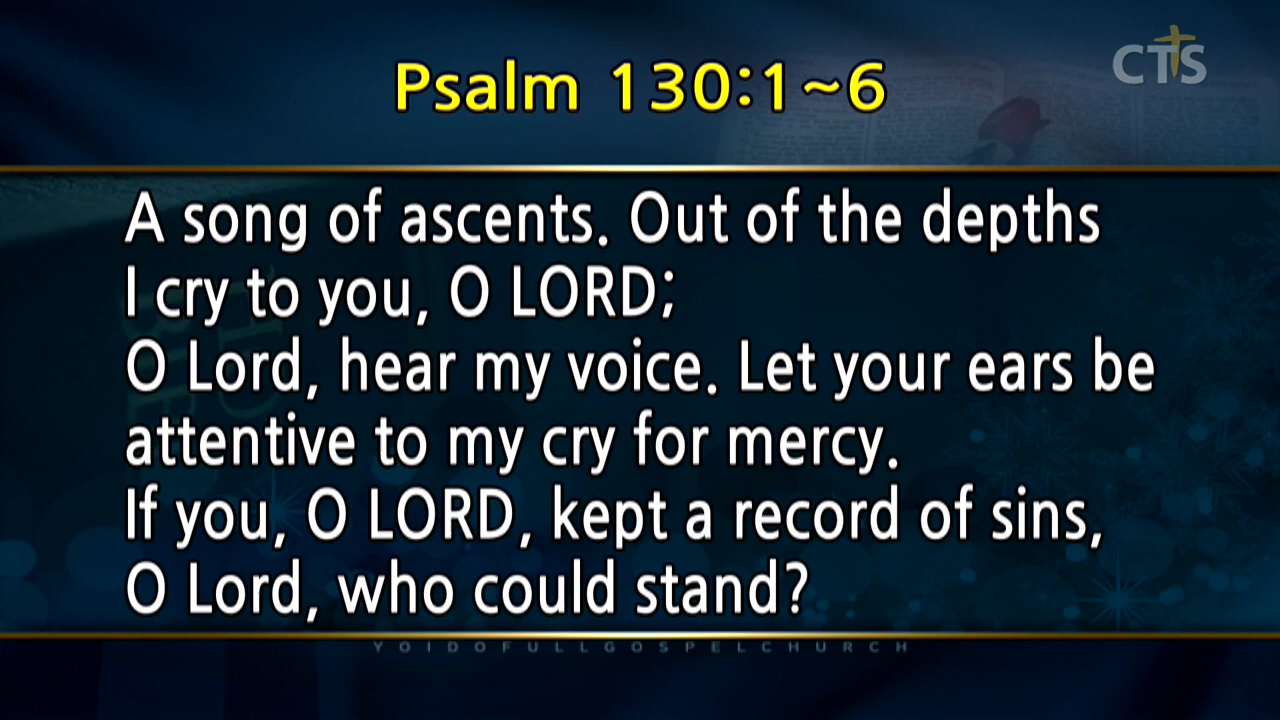 CTS
Psalm 130:1~6
A song of ascents. Out of the depths
I cry to you, O LORD;
O Lord, hear my voice. Let your ears be
attentive to my cry for mercy.
If you, O LORD, kept a record of sins,
O Lord, who could stand?
YOIDOFULLGOSPELCHURCH